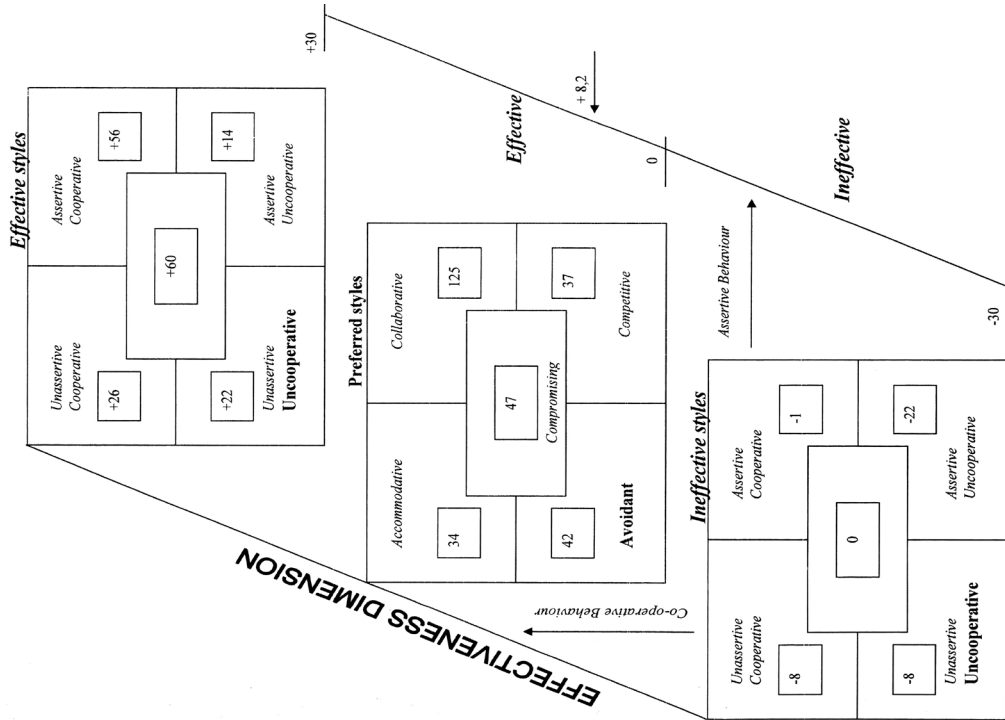 Effective styles
Unassertive
Cooperative
+26
Assertive
Cooperative
+56
+60
+22
Unassertive
Uncooperative
+14
Assertive
Uncooperative
+30
EFFECTIVENESS DIMENSION
Preferred styles
Accommodative
34
Collaborative
125
47
Compromising
42
Avoidant
37
Competitive
Effective
+ 8,2
0
Ineffective
-30
Co-operative Behaviour
Assertive Behaviour
Ineffective styles
Unassertive
Cooperative
-8
Assertive
Cooperative
-1
0
-8
Unassertive
Uncooperative
-22
Assertive
Uncooperative